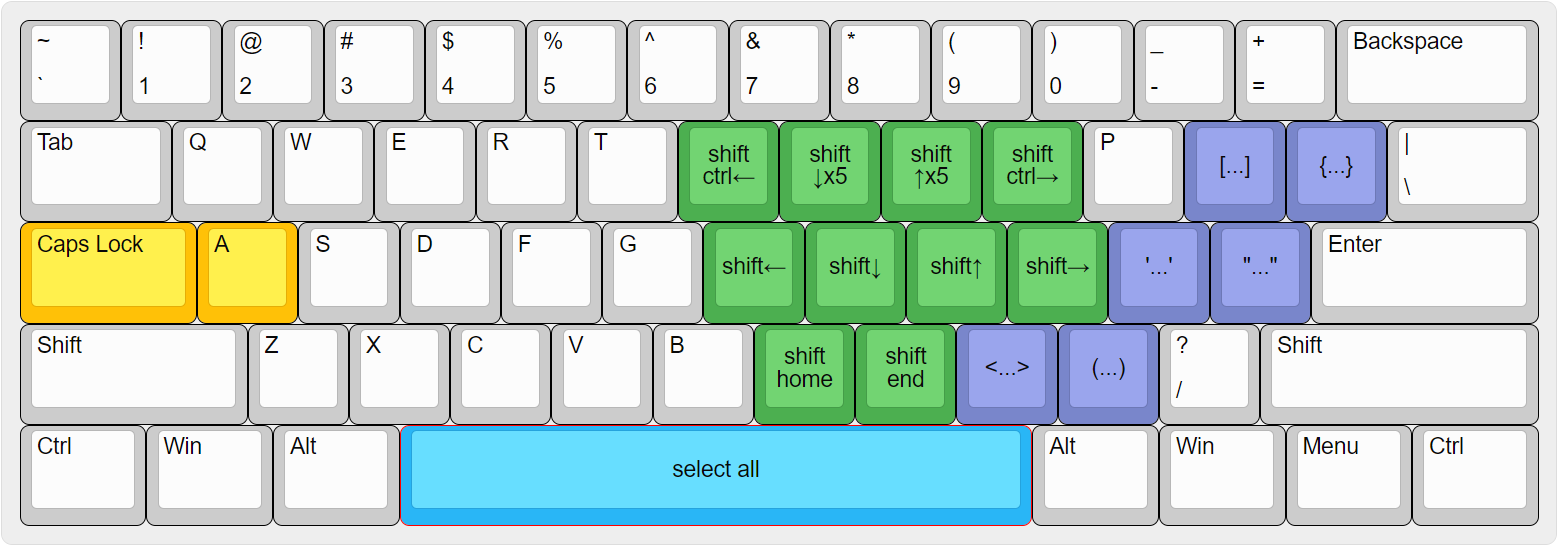 ~ ! @ # $ % ^ & * ( ) _ + Backspace
` 1 2 3 4 5 6 7 8 9 0 - =
Tab Q W E R T shift shift shift shift P [...] {...} |
ctrl← ↓x5 ↑x5 ctrl→ \
Caps Lock A S D F G shift← shift↓ shift↑ shift→ '...' "..." Enter
Shift Z X C V B shift shift <...> (...) ? Shift
home end /
Ctrl Win Alt select all Alt Win Menu Ctrl